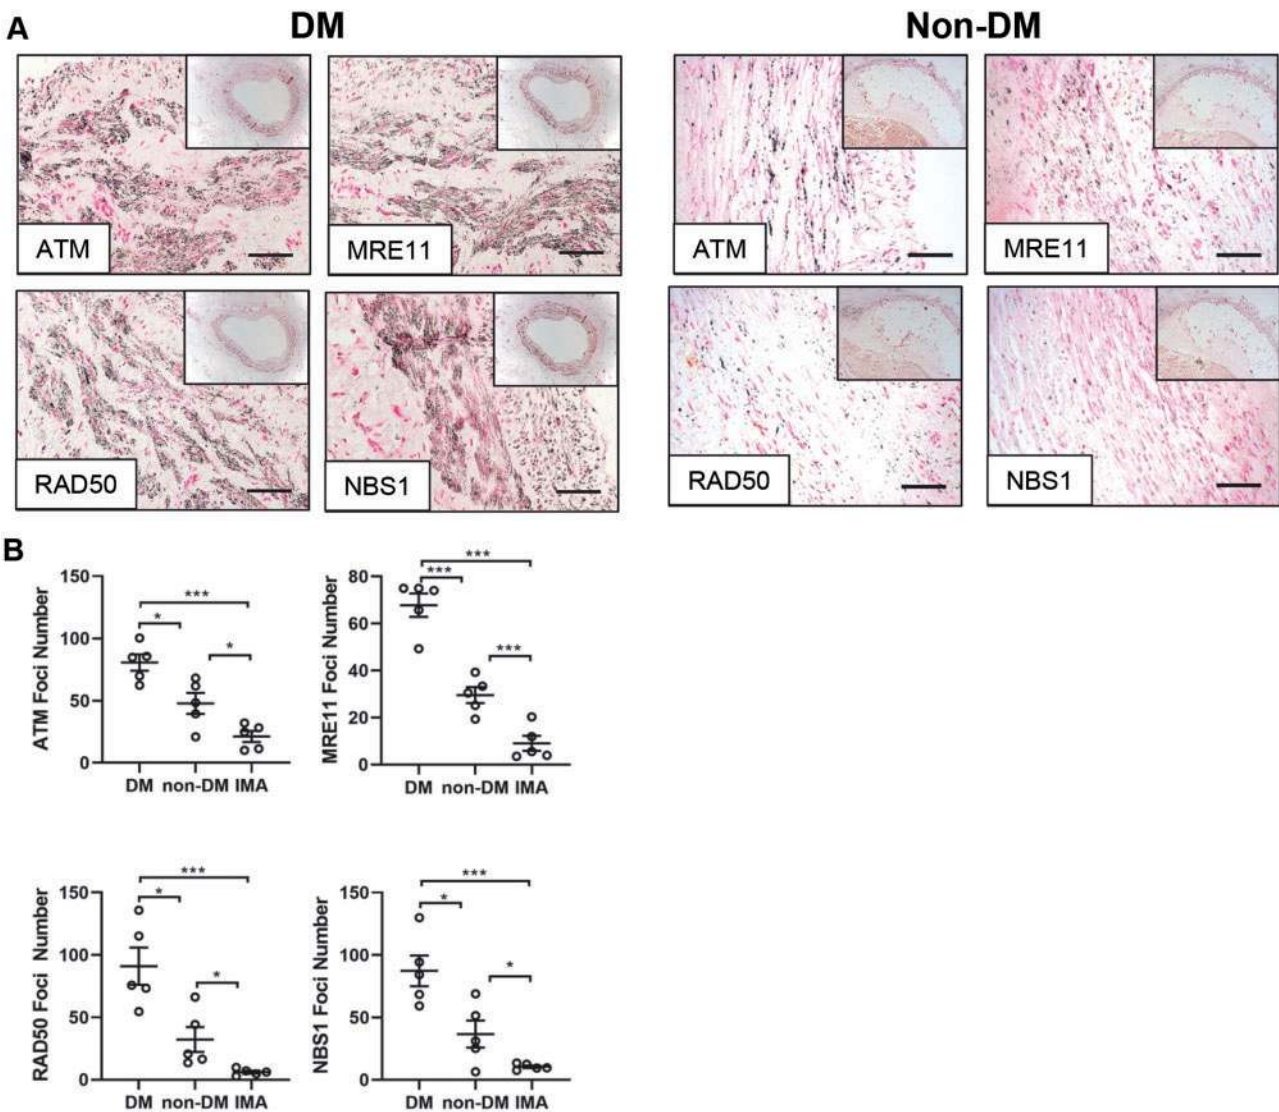 A
DM
Non-DM
ATM
MRE11
ATM
MRE11
RAD50
NBS1
RAD50
NBS1
B
ATM Foci Number
150
100
50
0
***
*
*
DM non-DM IMA
MRE11 Foci Number
80
60
40
20
0
***
***
***
DM non-DM IMA
RAD50 Foci Number
150
100
50
0
***
*
*
DM non-DM IMA
NBS1 Foci Number
150
100
50
0
***
*
*
DM non-DM IMA